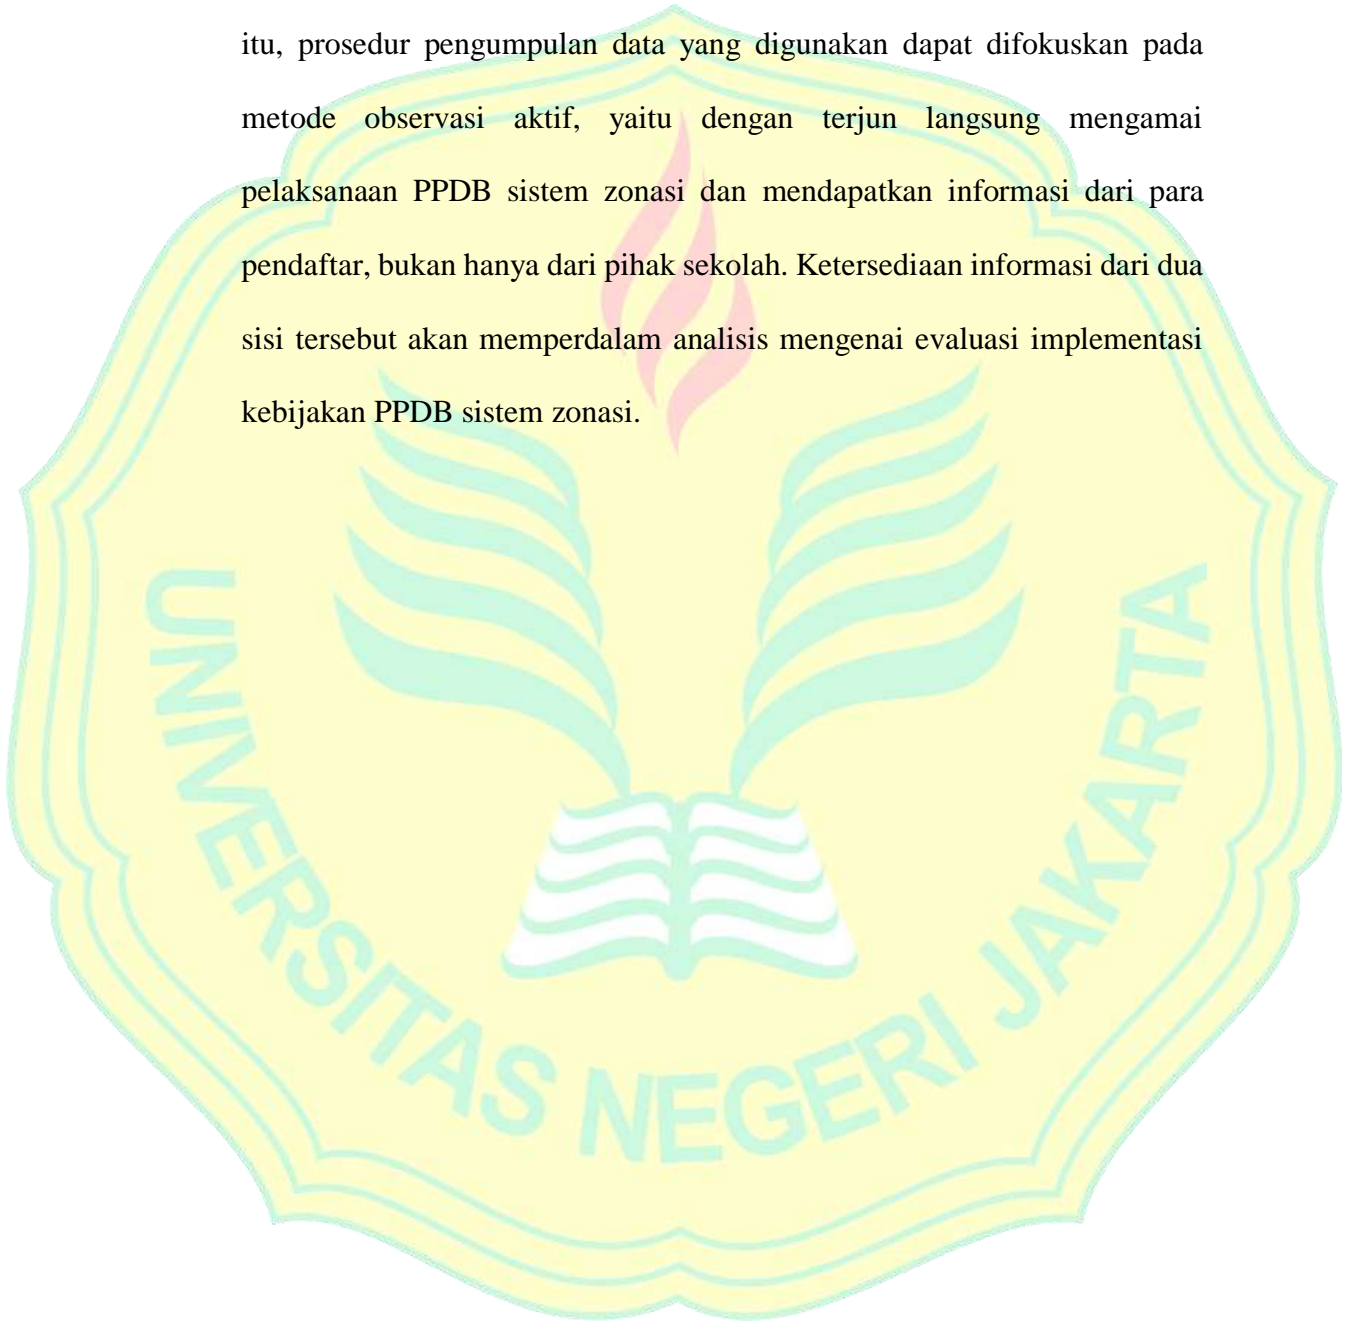 itu, prosedur pengumpulan data yang digunakan dapat difokuskan pada
metode observasi aktif, yaitu dengan terjun langsung mengamai
pelaksanaan PPDB sistem zonasi dan mendapatkan informasi dari para
pendaftar, bukan hanya dari pihak sekolah. Ketersediaan informasi dari dua
sisi tersebut akan memperdalam analisis mengenai evaluasi implementasi
kebijakan PPDB sistem zonasi.
UNIVERSITAS NEGERI JAKARTA